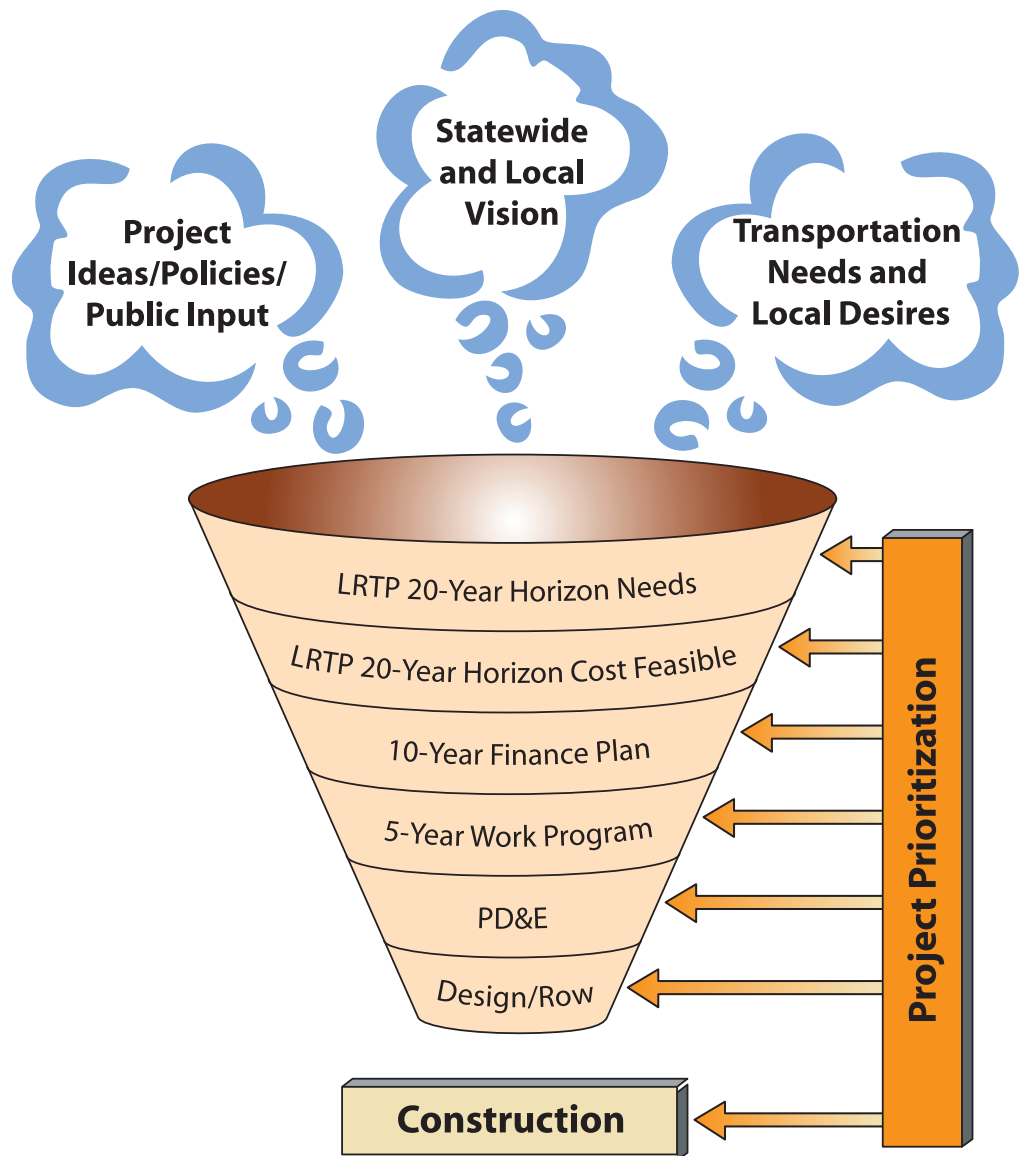 Statewide
and Local
Vision
Project
Ideas/Policies/
Public Input
Transportation
Needs and
Local Desires
LRTP 20-Year Horizon Needs
LRTP 20-Year Horizon Cost Feasible
10-Year Finance Plan
5-Year Work Program
PD&E
Design/Row
Project Prioritization
Construction